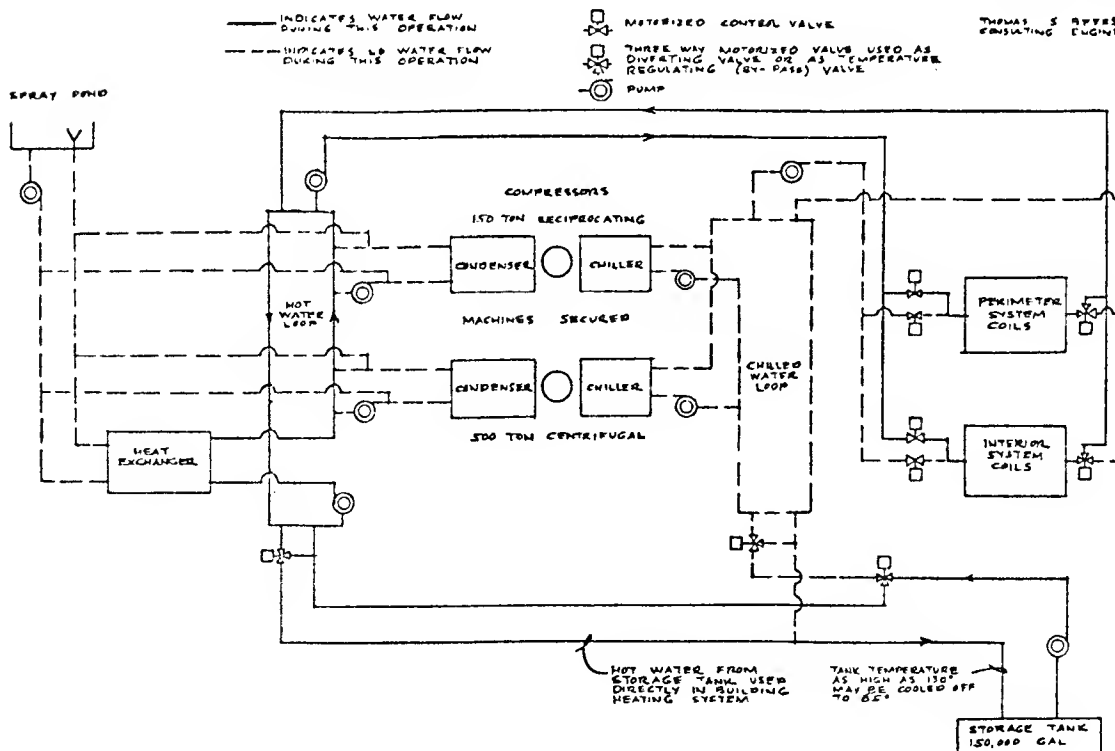 INDICATES WATER FLOW
DURING THIS OPERATION
INDICATES NO WATER FLOW
DURING THIS OPERATION
MOTORIZED CONTROL VALVE
THREE WAY MOTORIZED VALVE USED AS
DIVERTING VALVE OR AS TEMPERATURE
REGULATING (BY-PASS) VALVE
PUMP
THOMAS S
CONSULTING
SPRAY POND
COMPRESSORS
150 TON RECIPROCATING
CONDENSER
CHILLER
HOT
WATER
LOOP
MACHINES SECURED
PERIMETER
SYSTEM
COILS
CHILLED
WATER
LOOP
CONDENSER
CHILLER
500 TON CENTRIFUGAL
HEAT
EXCHANGER
INTERIOR
SYSTEM
COILS
HOT WATER FROM
STORAGE TANK USED
DIRECTLY IN BUILDING
HEATING SYSTEM
TANK TEMPERATURE
AS HIGH AS 130°
MAY BE COOLED OFF
TO 85°
STORAGE TANK
150,000 GAL